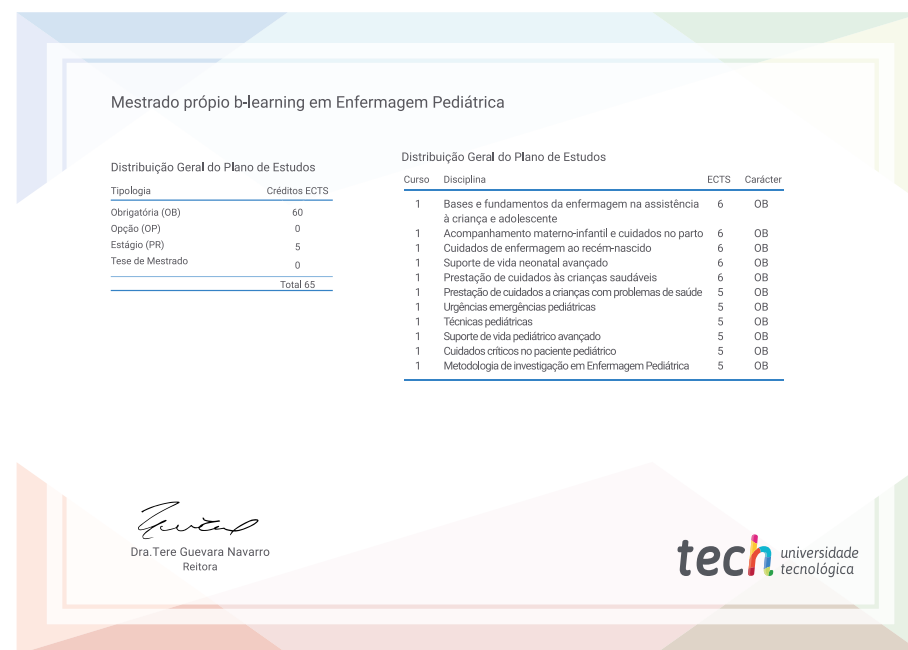 Mestrado própio b-learning em Enfermagem Pediátrica
Distribuição Geral do Plano de Estudos
Tipologia Créditos ECTS
Obrigatória (OB) 60
Opção (OP) 0
Estágio (PR) 5
Tese de Mestrado 0
Total 65
Distribuição Geral do Plano de Estudos
Curso Disciplina ECTS Carácter
1 Bases e fundamentos da enfermagem na assistência 6 OB
à criança e adolescente
1 Acompanhamento materno-infantil e cuidados no parto 6 OB
1 Cuidados de enfermagem ao recém-nascido 6 OB
1 Suporte de vida neonatal avançado 6 OB
1 Prestação de cuidados às crianças saudáveis 6 OB
1 Prestação de cuidados a crianças com problemas de saúde 5 OB
1 Urgências emergências pediátricas 5 OB
1 Técnicas pediátricas 5 OB
1 Suporte de vida pediátrico avançado 5 OB
1 Cuidados críticos no paciente pediátrico 5 OB
1 Metodologia de investigação em Enfermagem Pediátrica 5 OB
Dra.Tere Guevara Navarro
Reitora
tech universidade
tecnológica